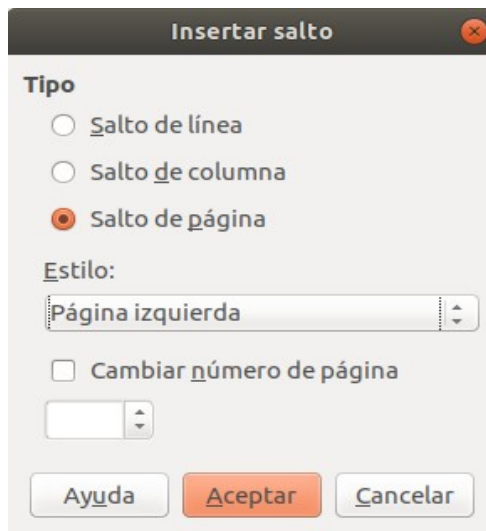 Insertar salto
Tipo
Salto de línea
Salto de columna
Salto de página
Estilo:
Página izquierda
Cambiar número de página
Ayuda Aceptar Cancelar